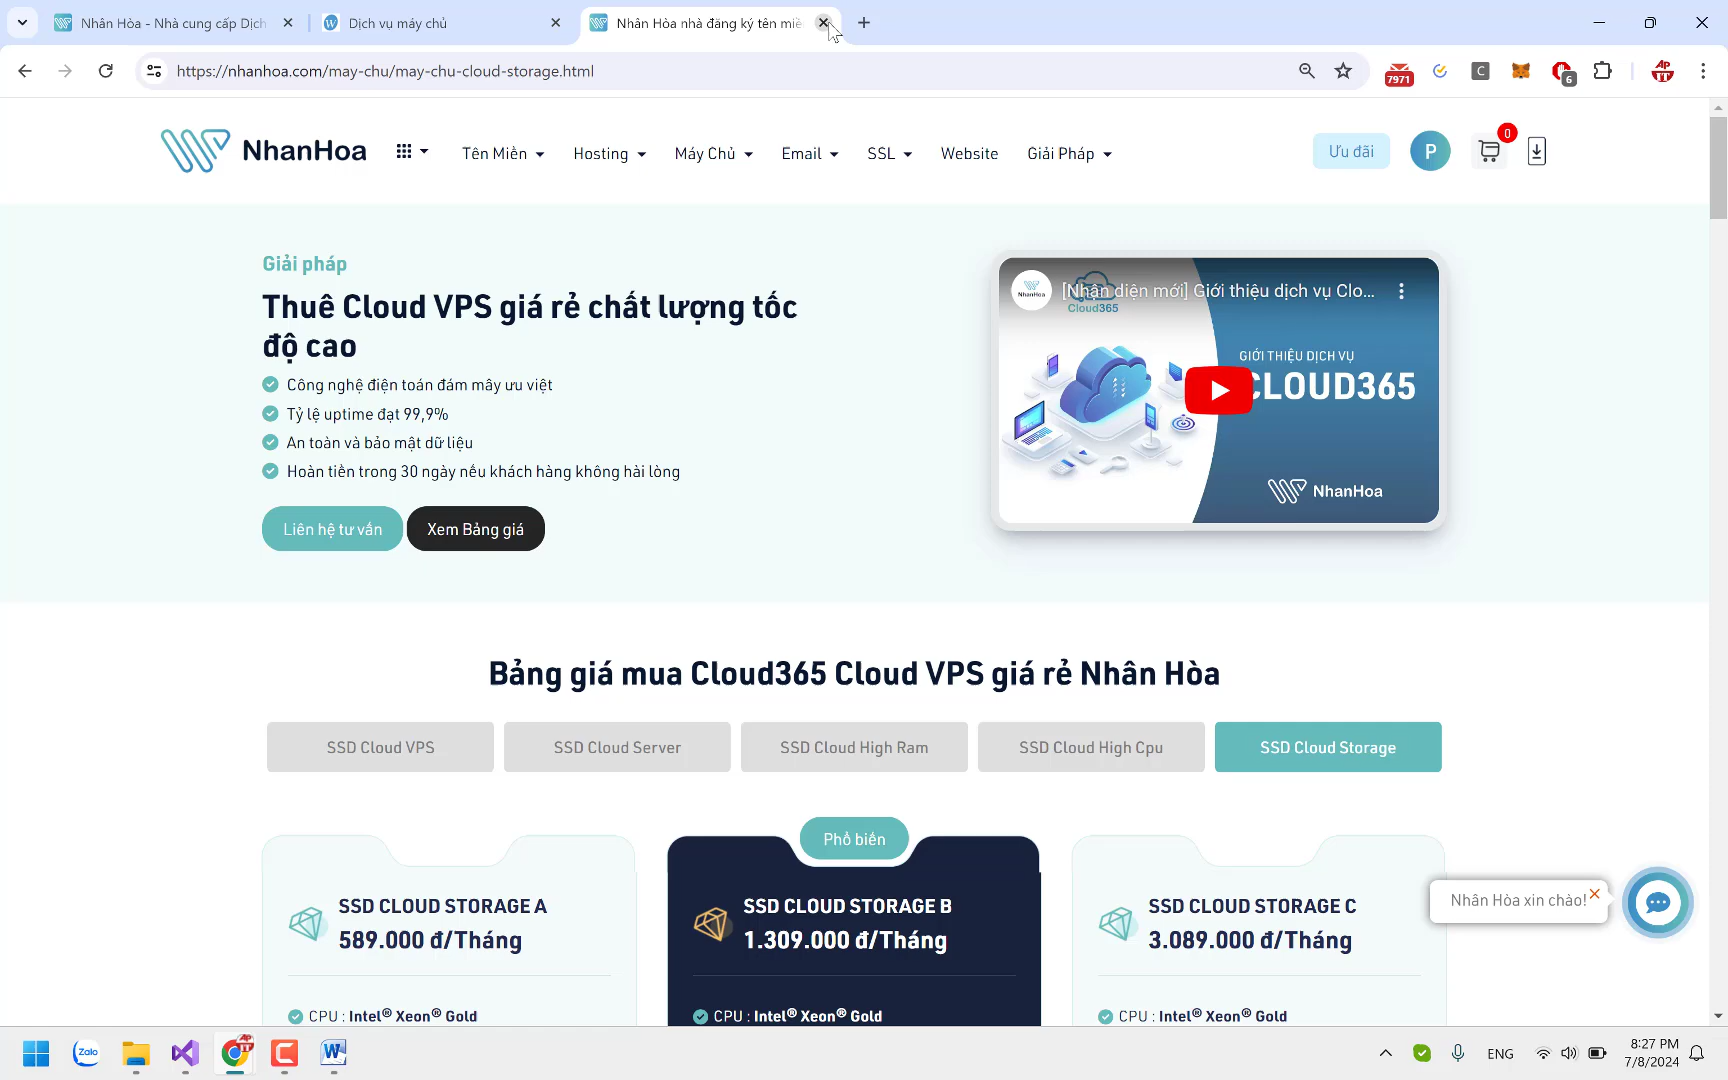 Nhân Hòa - Nhà cung cấp Dịch
Dịch vụ máy chủ
Nhân Hòa nhà đăng ký tên miề
https://nhanhoa.com/may-chu/may-chu-cloud-storage.html
7971
C
6
AP
TT
NhanHoa
Tên Miền
Hosting
Máy Chủ
Email
SSL
Website
Giải Pháp
Ưu đãi
P
0
Giải pháp
Thuê Cloud VPS giá rẻ chất lượng tốc
độ cao
Công nghệ điện toán đám mây ưu việt
Tỷ lệ uptime đạt 99,9%
An toàn và bảo mật dữ liệu
Hoàn tiền trong 30 ngày nếu khách hàng không hài lòng
Liên hệ tư vấn
Xem Bảng giá
NhanHoa
[Nhận diện mới] Giới thiệu dịch vụ Clo...
Cloud365
GIỚI THIỆU DỊCH VỤ
CLOUD365
NhanHoa
Bảng giá mua Cloud365 Cloud VPS giá rẻ Nhân Hòa
SSD Cloud VPS
SSD Cloud Server
SSD Cloud High Ram
SSD Cloud High Cpu
SSD Cloud Storage
Phổ biến
SSD CLOUD STORAGE A
589.000 đ/Tháng
CPU : Intel® Xeon® Gold
SSD CLOUD STORAGE B
1.309.000 đ/Tháng
CPU : Intel® Xeon® Gold
SSD CLOUD STORAGE C
3.089.000 đ/Tháng
CPU : Intel® Xeon® Gold
Nhân Hòa xin chào!
Zalo
AP
TT
C
W
ENG
8:27 PM
7/8/2024